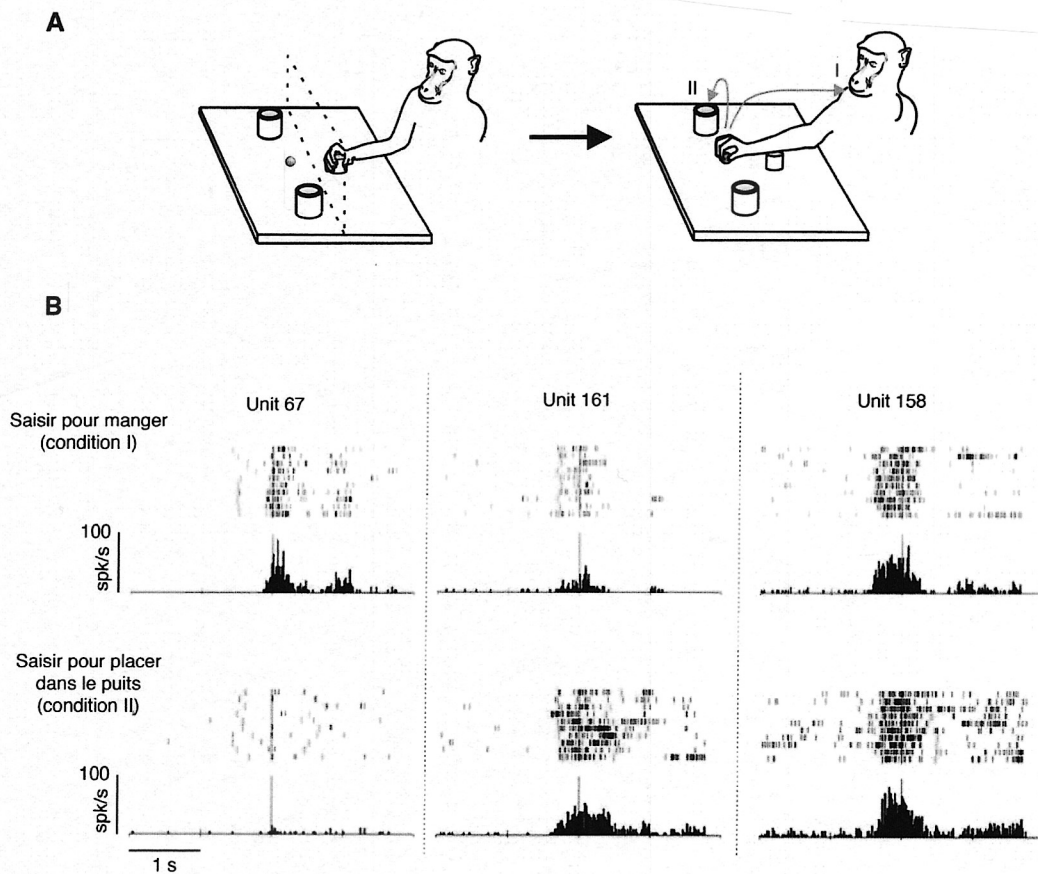 A
I
II
B
Unit 67
Unit 161
Unit 158
Saisir pour manger
(condition I)
100
spk/s
Saisir pour placer
dans le puits
(condition II)
100
spk/s
1 s